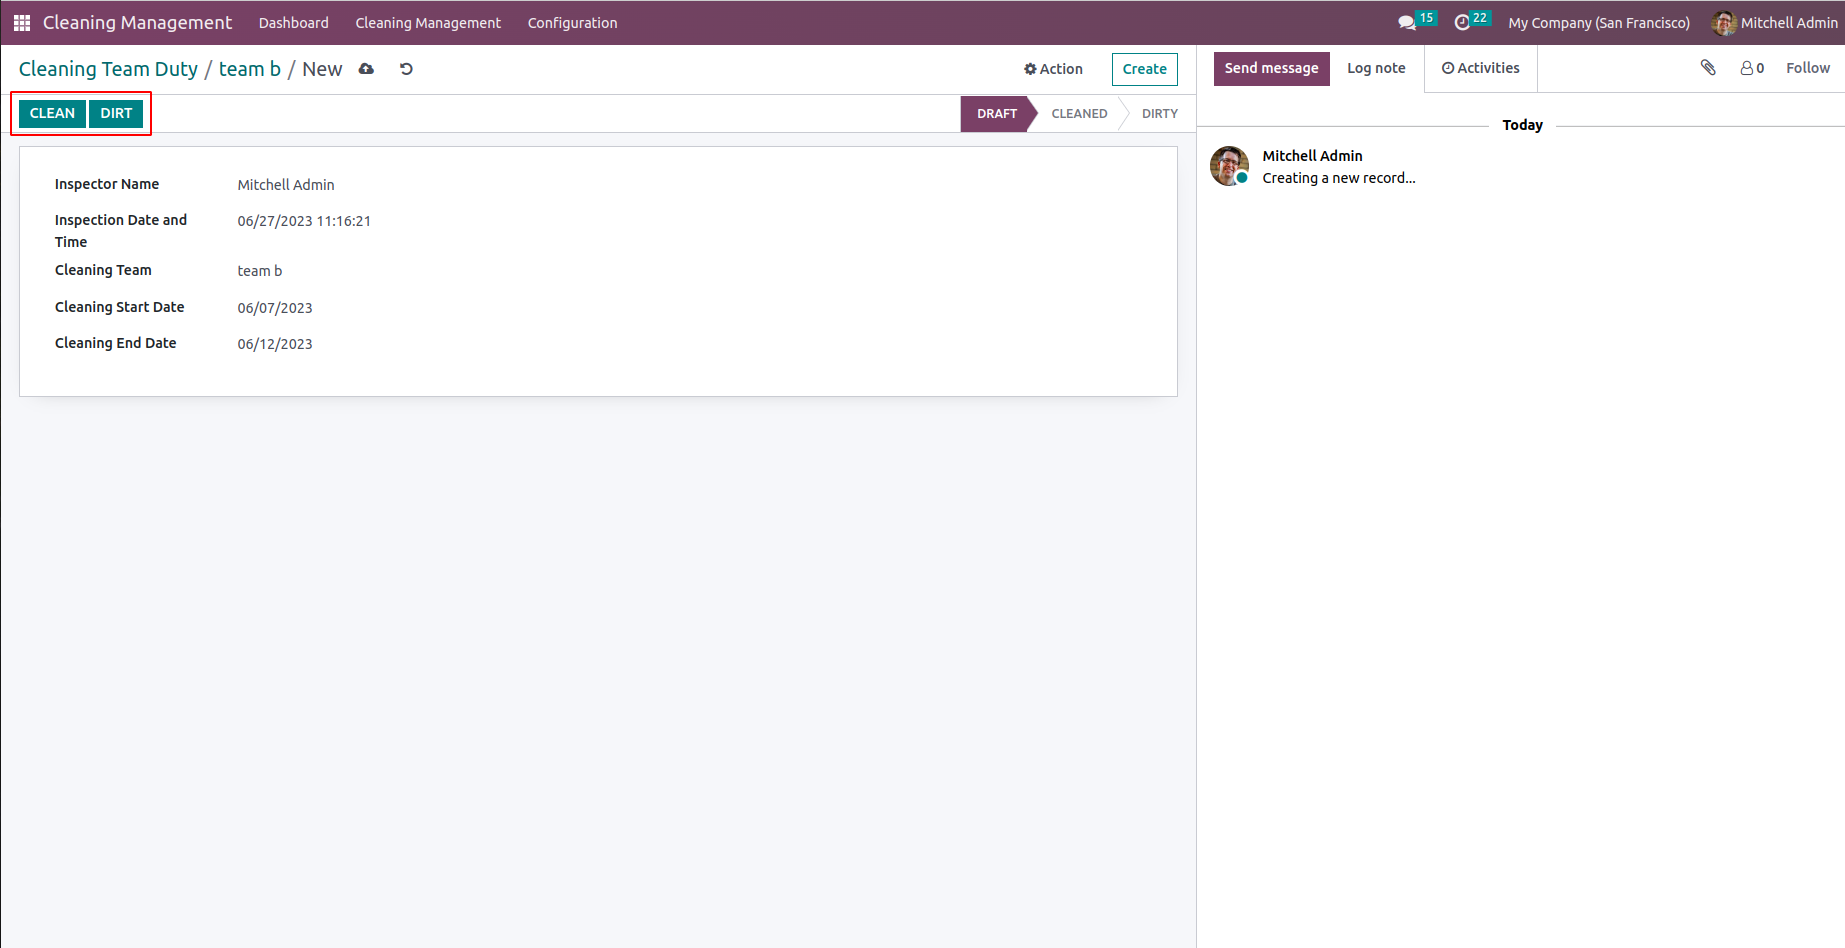 Cleaning Management Dashboard Cleaning Management Configuration 15 22 My Company (San Francisco) Mitchell Admin
Cleaning Team Duty / team b / New Action Create
CLEAN DIRT DRAFT CLEANED DIRTY
Inspector Name Mitchell Admin
Inspection Date and Time 06/27/2023 11:16:21
Cleaning Team team b
Cleaning Start Date 06/07/2023
Cleaning End Date 06/12/2023
Send message Log note Activities 0 Follow
Today
Mitchell Admin
Creating a new record...